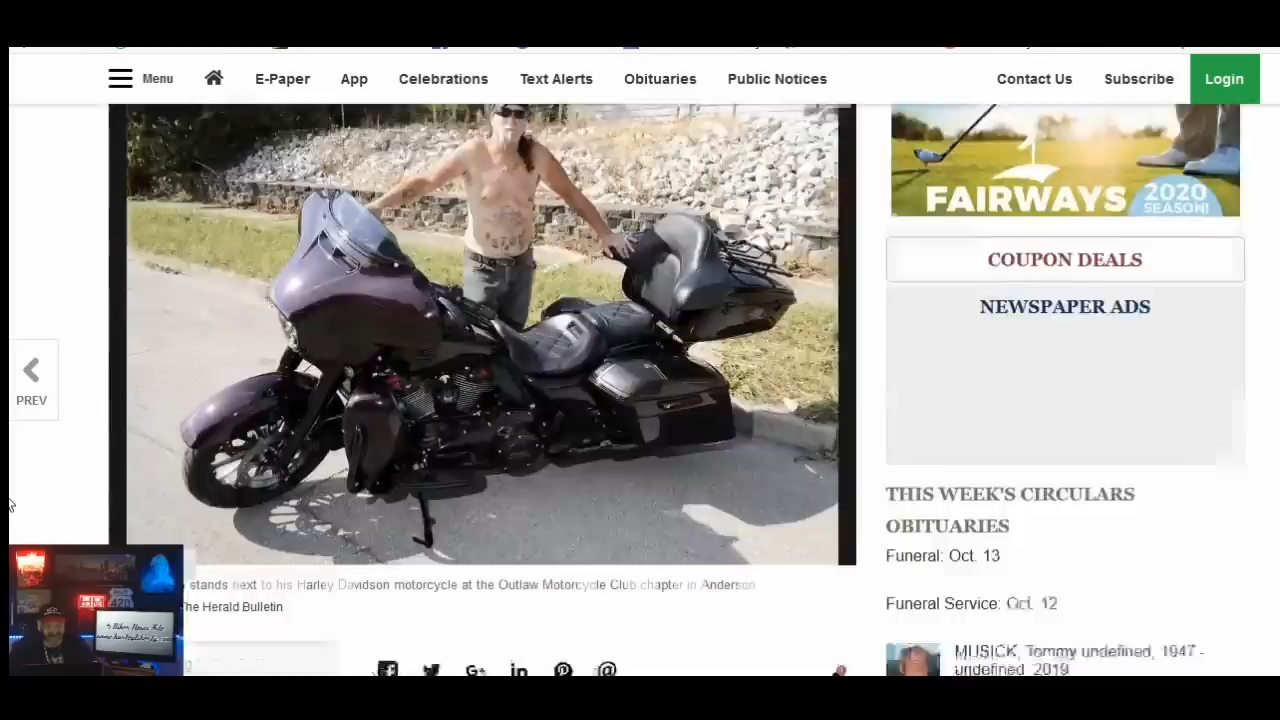 Menu E-Paper App Celebrations Text Alerts Obituaries Public Notices Contact Us Subscribe Login
FAIRWAYS 2020 SEASON!
COUPON DEALS
NEWSPAPER ADS
PREV
THIS WEEK'S CIRCULARS
OBITUARIES
Funeral: Oct. 13
Funeral Service: Oct. 12
stands next to his Harley Davidson motorcycle at the Outlaw Motorcycle Club chapter in Anderson
The Herald Bulletin
MUSICK, Tommy undefined, 1947 -
undefined, 2019
420